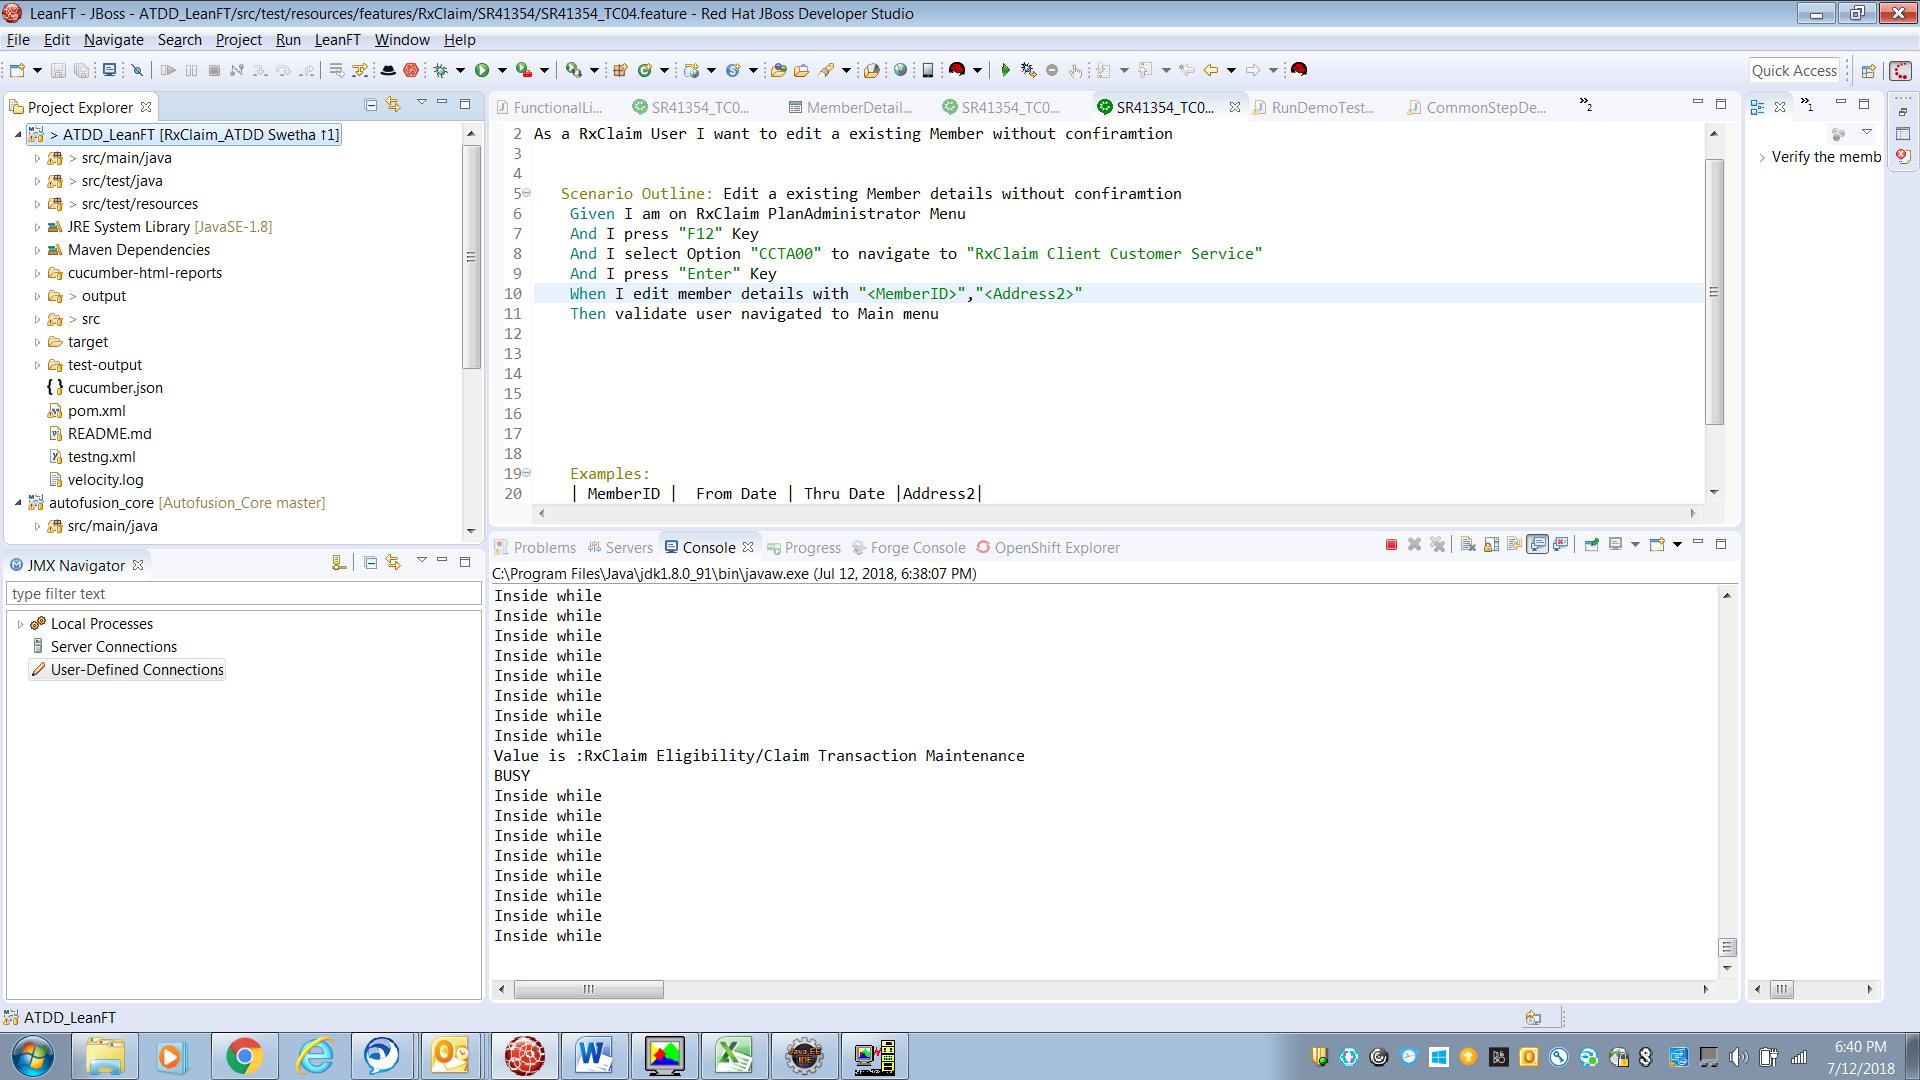 LeanFT - JBoss - ATDD_LeanFT/src/test/resources/features/RxClaim/SR41354/SR41354_TC04.feature - Red Hat JBoss Developer Studio
File Edit Navigate Search Project Run LeanFT Window Help
Quick Access
Project Explorer
> ATDD_LeanFT [RxClaim_ATDD Swetha ↑1]
> src/main/java
> src/test/java
> src/test/resources
JRE System Library [JavaSE-1.8]
Maven Dependencies
cucumber-html-reports
> output
> src
target
test-output
cucumber.json
pom.xml
README.md
testng.xml
velocity.log
autofusion_core [Autofusion_Core master]
src/main/java
JMX Navigator
type filter text
Local Processes
Server Connections
User-Defined Connections
FunctionalLi... SR41354_TC0... MemberDetail... SR41354_TC0... SR41354_TC0... RunDemoTest... CommonStepDe... »2
2 As a RxClaim User I want to edit a existing Member without confiramtion
3
4
5 Scenario Outline: Edit a existing Member details without confiramtion
6 Given I am on RxClaim PlanAdministrator Menu
7 And I press "F12" Key
8 And I select Option "CCTA00" to navigate to "RxClaim Client Customer Service"
9 And I press "Enter" Key
10 When I edit member details with "<MemberID>","<Address2>"
11 Then validate user navigated to Main menu
12
13
14
15
16
17
18
19 Examples:
20 | MemberID | From Date | Thru Date |Address2|
»1
Verify the memb
Problems Servers Console Progress Forge Console OpenShift Explorer
C:\Program Files\Java\jdk1.8.0_91\bin\javaw.exe (Jul 12, 2018, 6:38:07 PM)
Inside while
Inside while
Inside while
Inside while
Inside while
Inside while
Inside while
Inside while
Value is :RxClaim Eligibility/Claim Transaction Maintenance
BUSY
Inside while
Inside while
Inside while
Inside while
Inside while
Inside while
Inside while
Inside while
ATDD_LeanFT
6:40 PM
7/12/2018